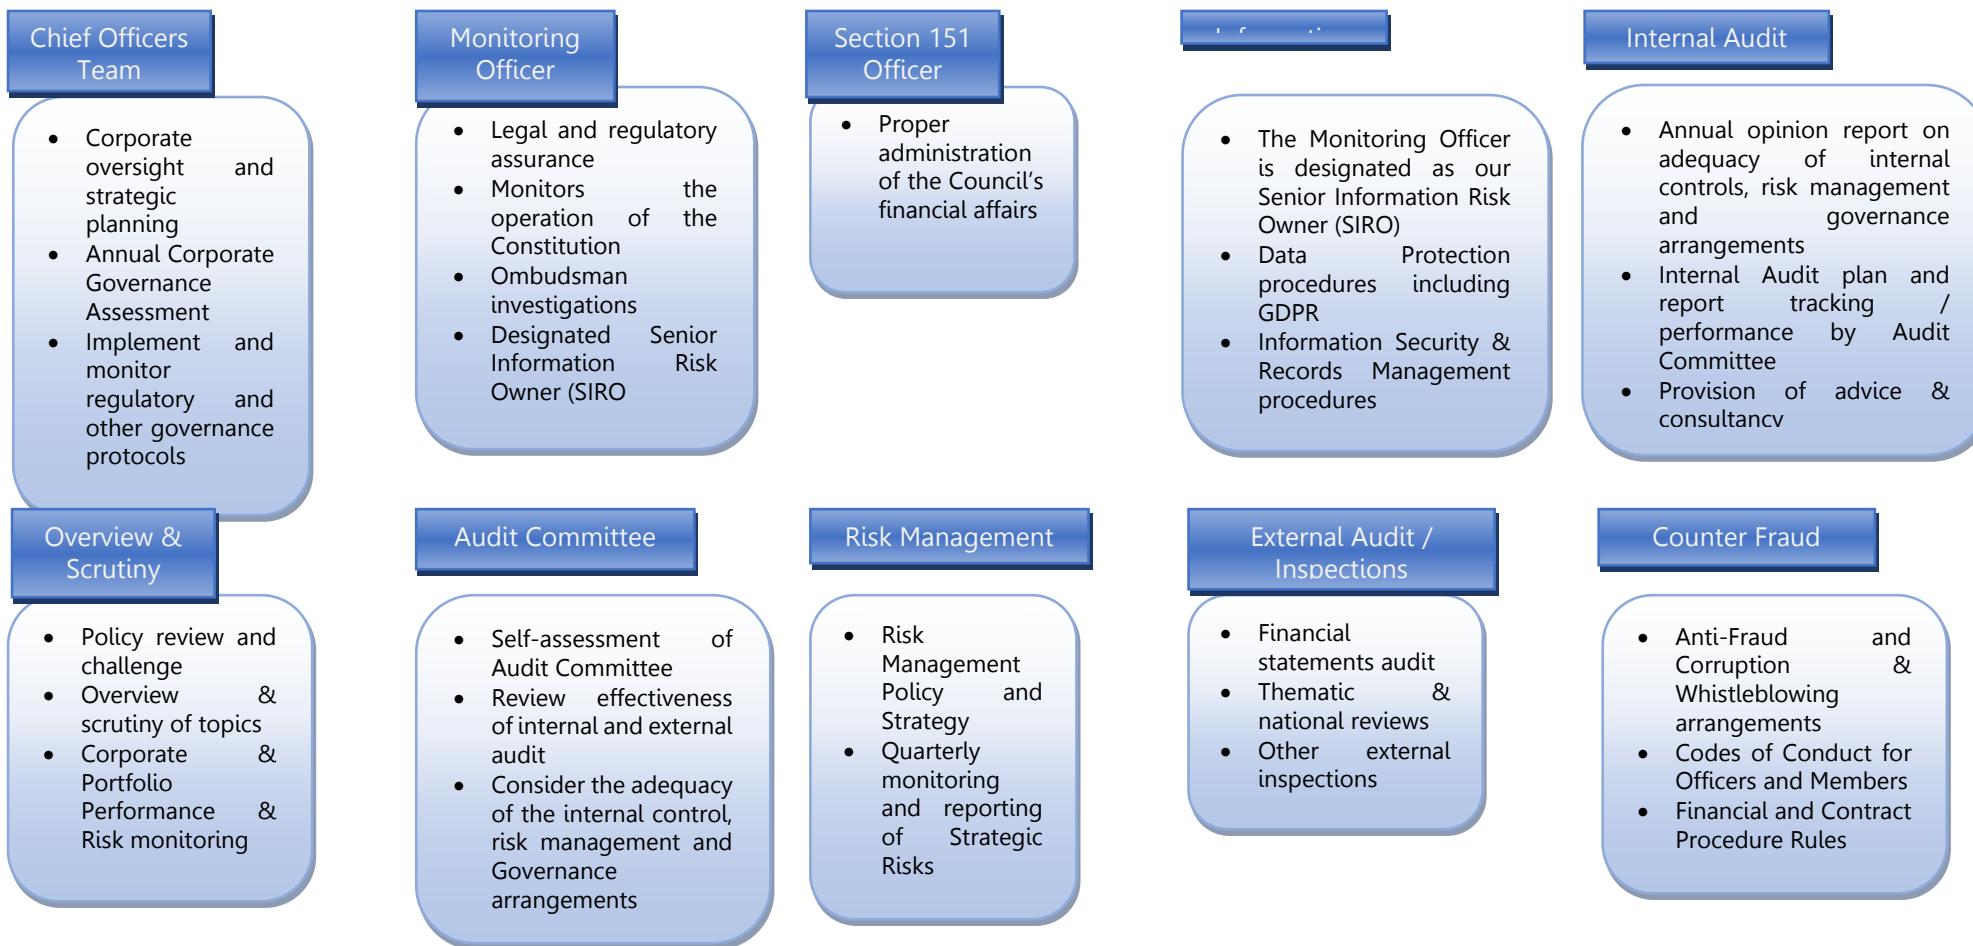 Chief Officers
Team
Corporate
oversight and
strategic
planning
Annual Corporate
Governance
Assessment
Implement and
monitor
regulatory and
other governance
protocols
Monitoring
Officer
Legal and regulatory
assurance
Monitors the
operation of the
Constitution
Ombudsman
investigations
Designated Senior
Information Risk
Owner (SIRO
Section 151
Officer
Proper
administration
of the Council’s
financial affairs
The Monitoring Officer
is designated as our
Senior Information Risk
Owner (SIRO)
Data Protection
procedures including
GDPR
Information Security &
Records Management
procedures
Internal Audit
Annual opinion report on
adequacy of internal
controls, risk management
and governance
arrangements
Internal Audit plan and
report tracking /
performance by Audit
Committee
Provision of advice &
consultancy
Overview &
Scrutiny
Policy review and
challenge
Overview &
scrutiny of topics
Corporate &
Portfolio
Performance &
Risk monitoring
Audit Committee
Self-assessment of
Audit Committee
Review effectiveness
of internal and external
audit
Consider the adequacy
of the internal control,
risk management and
Governance
arrangements
Risk Management
Risk
Management
Policy and
Strategy
Quarterly
monitoring
and reporting
of Strategic
Risks
External Audit /
Inspections
Financial
statements audit
Thematic &
national reviews
Other external
inspections
Counter Fraud
Anti-Fraud and
Corruption &
Whistleblowing
arrangements
Codes of Conduct for
Officers and Members
Financial and Contract
Procedure Rules